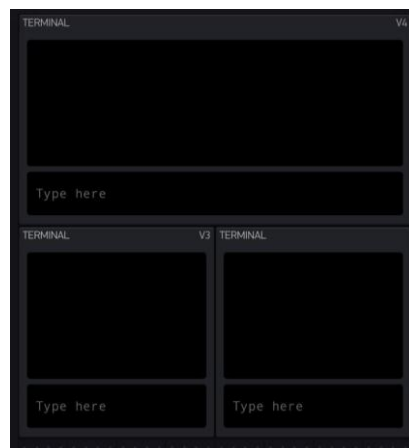 TERMINAL V4
Type here
TERMINAL V3 TERMINAL
Type here Type here